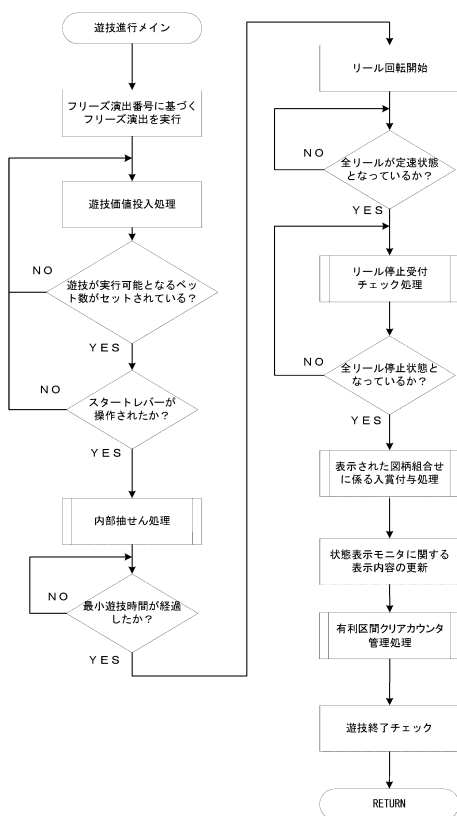 遊技進行メイン
フリーズ演出番号に基づく
フリーズ演出を実行
遊技価値投入処理
NO
遊技が実行可能となるベッ
ト数がセットされている？
YES
NO
スタートレバーが
操作されたか？
YES
内部抽せん処理
NO
最小遊技時間が経過
したか？
YES
リール回転開始
NO
全リールが定速状態
となっているか？
YES
リール停止受付
チェック処理
NO
全リール停止状態と
なっているか？
YES
表示された図柄組合せ
に係る入賞付与処理
状態表示モニタに関する
表示内容の更新
有利区間クリアカウンタ
管理処理
遊技終了チェック
RETURN